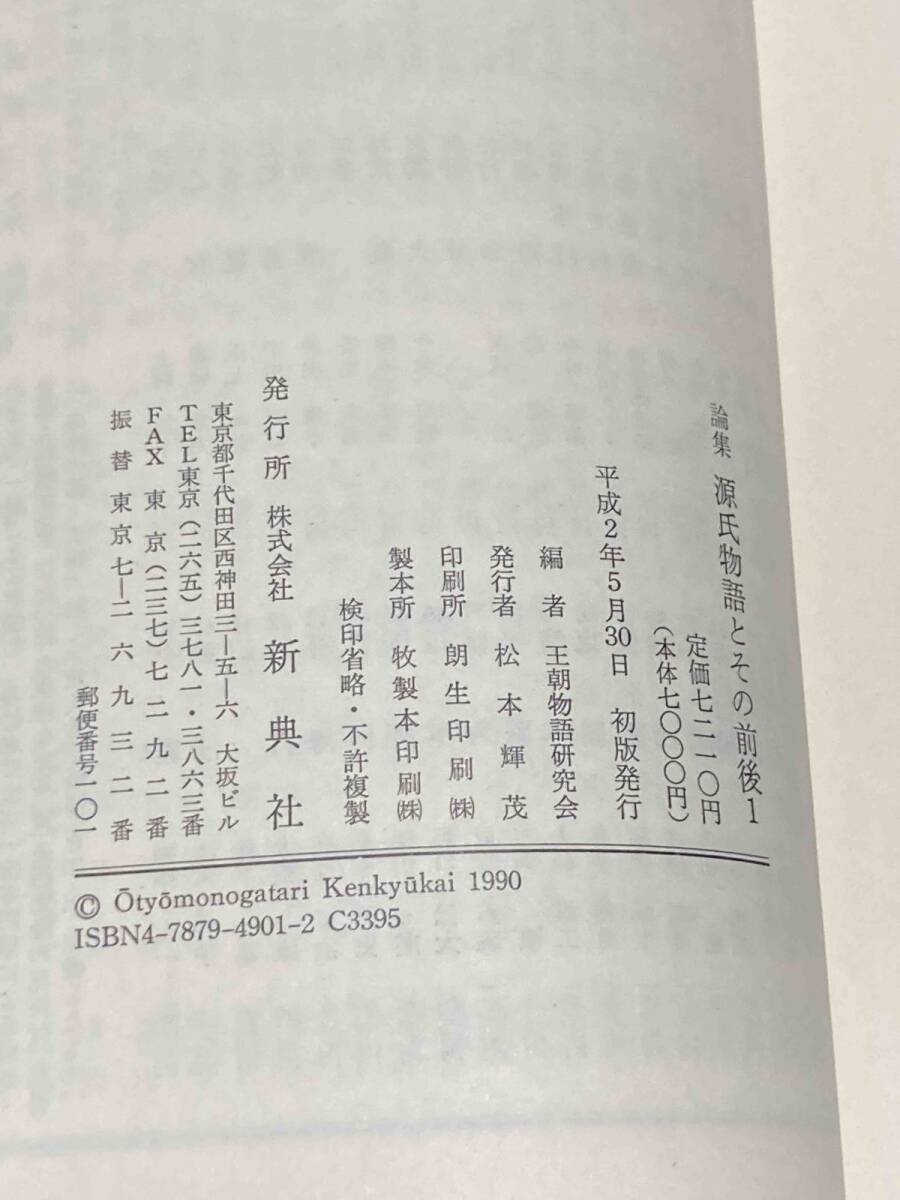 論集 源氏物語とその前後1
定価七二一〇円
(本体七〇〇〇円)
平成2年5月30日 初版発行
編者 王朝物語研究会
発行者 松本輝茂
印刷所 朗生印刷㈱
製本所 牧製本印刷㈱
検印省略・不許複製
発行所 株式会社 新典社
東京都千代田区西神田三―五―六 大坂ビル
TEL東京(二六五)三七八一・三八六三番
FAX 東京(二三七)七二九二番
振替 東京七―二六九三二番
郵便番号一〇一
© Ōtyōmonogatari Kenkyūkai 1990
ISBN4-7879-4901-2 C3395